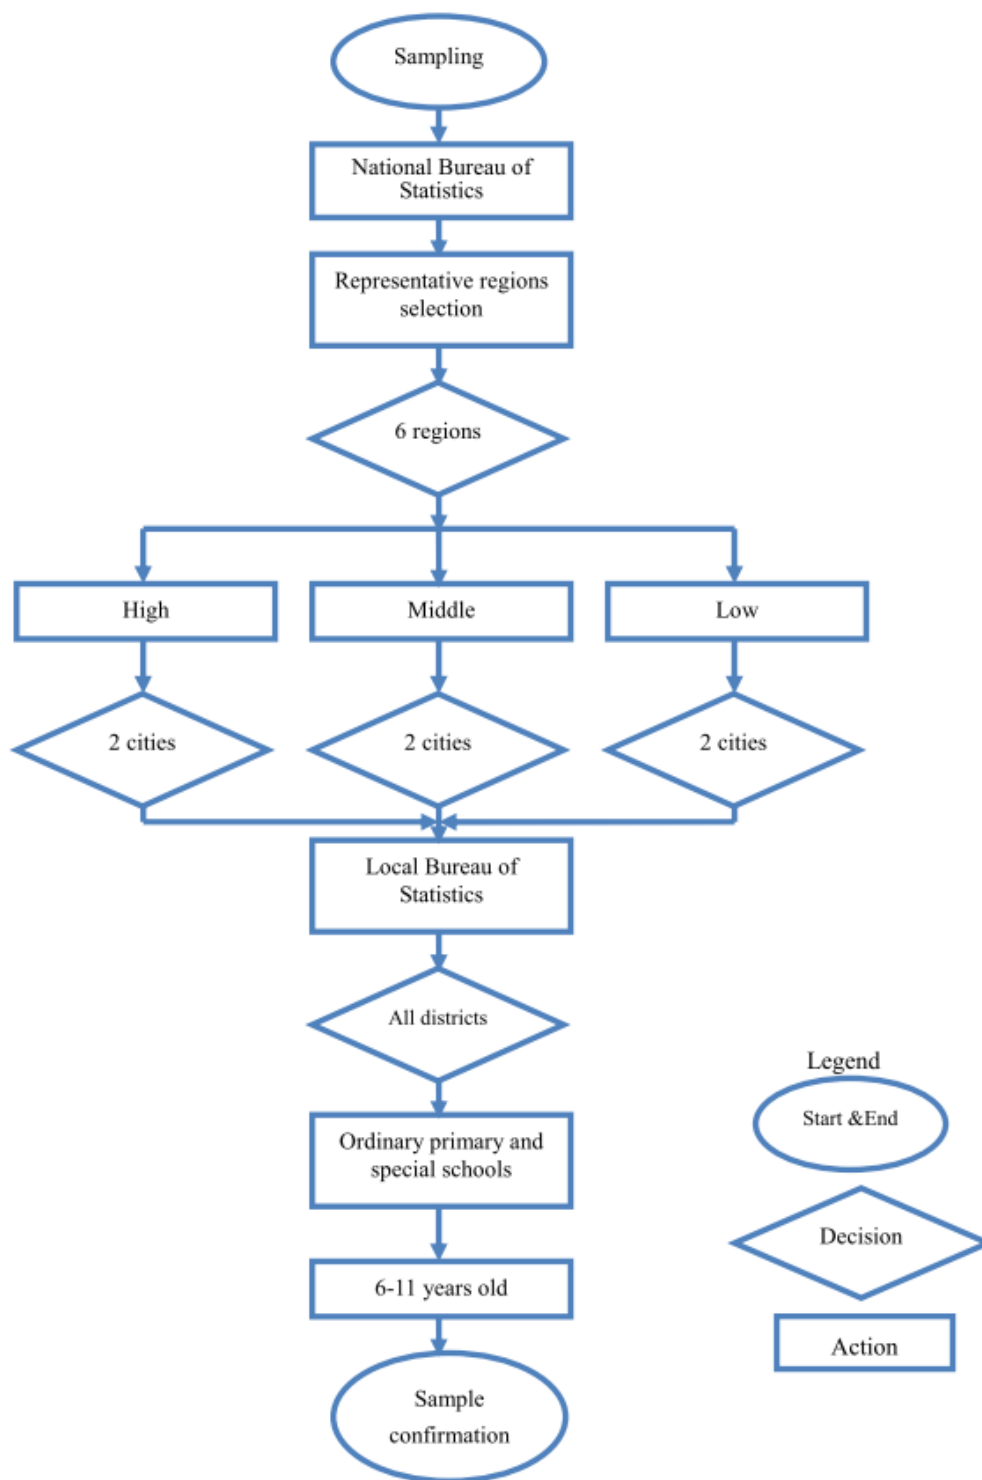 Sampling
National Bureau of
Statistics
Representative regions
selection
6 regions
High
Middle
Low
2 cities
2 cities
2 cities
Local Bureau of
Statistics
All districts
Ordinary primary and
special schools
6-11 years old
Sample
confirmation
Legend
Start &End
Decision
Action